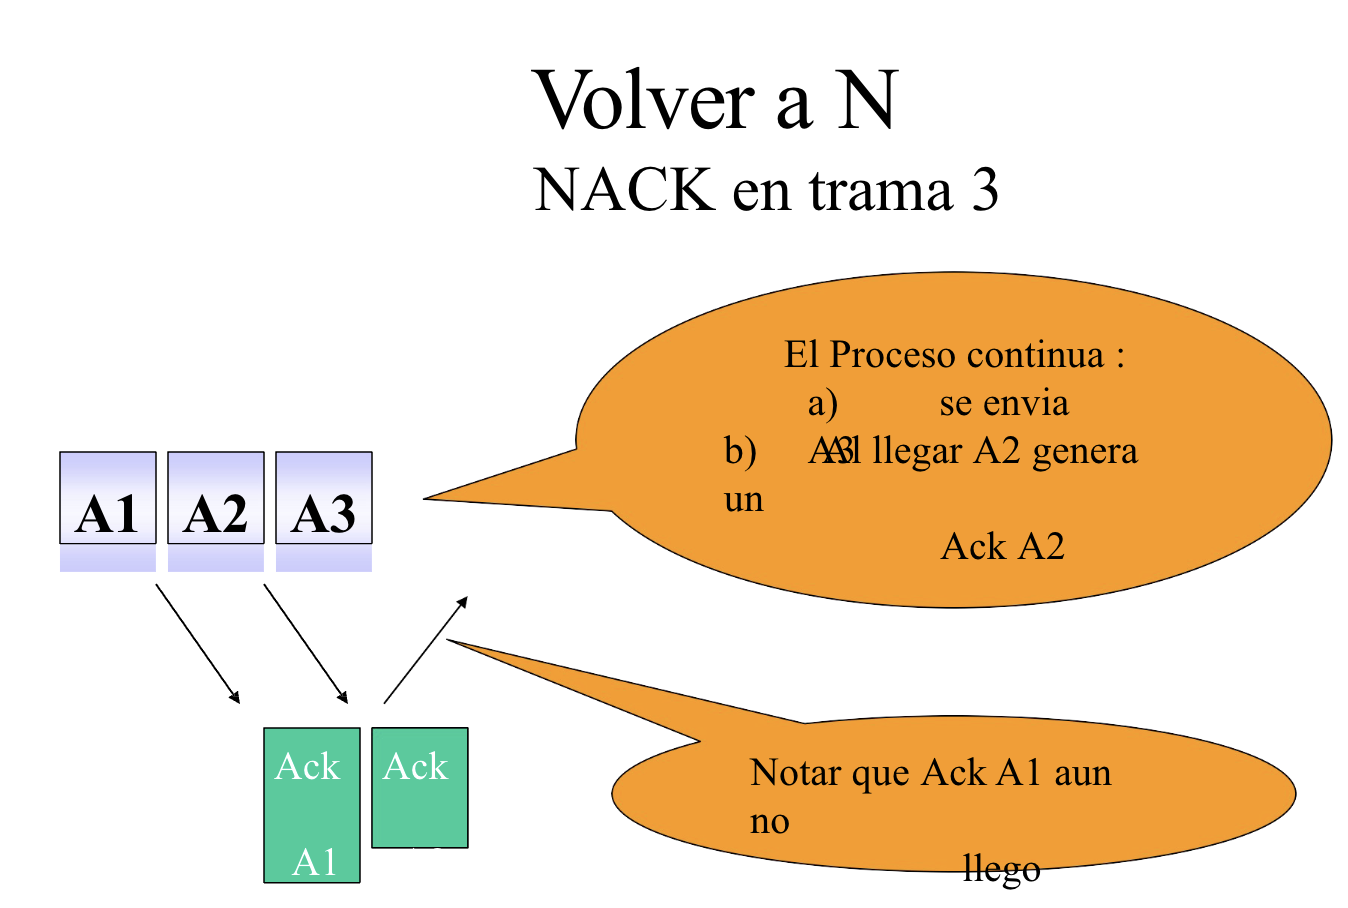 Volver a N
NACK en trama 3
El Proceso continua :
a) se envia
A3
b) Al llegar A2 genera
un
Ack A2
A1 A2 A3
Ack Ack
A1
Notar que Ack A1 aun
no
llego